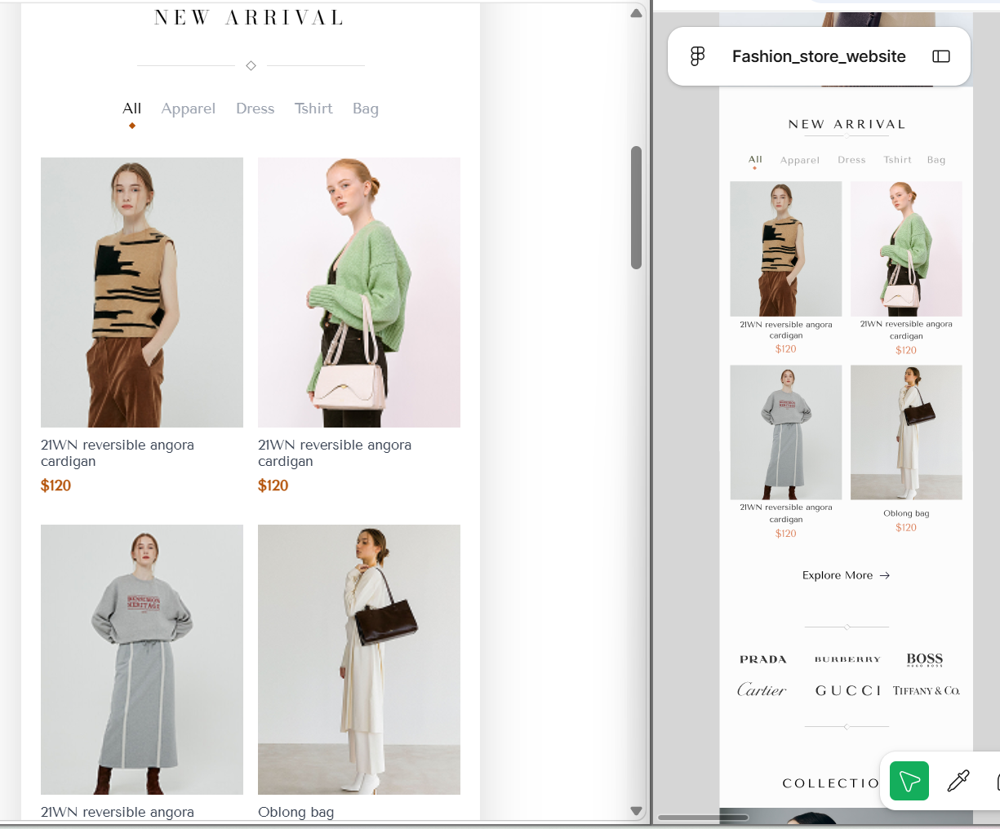 NEW ARRIVAL
All Apparel Dress Tshirt Bag
21WN reversible angora
cardigan
$120
21WN reversible angora
cardigan
$120
21WN reversible angora
Oblong bag
Fashion_store_website
NEW ARRIVAL
All Apparel Dress Tshirt Bag
21WN reversible angora
cardigan
$120
21WN reversible angora
cardigan
$120
21WN reversible angora
cardigan
$120
Oblong bag
$120
Explore More
PRADA BURBERRY BOSS
HUGO BOSS
Cartier GUCCI TIFFANY & CO.
COLLECTIO